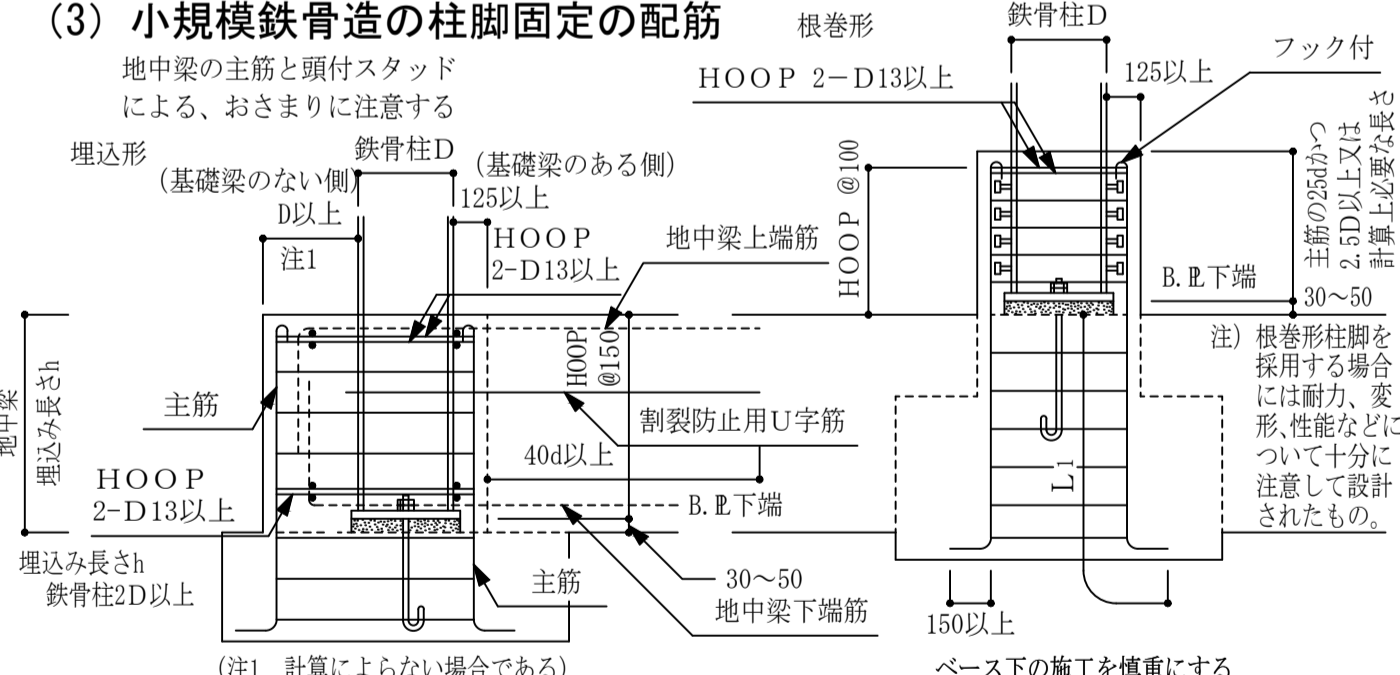 （3）小規模鉄骨造の柱脚固定の配筋
地中梁の主筋と頭付スタッド
による、おさまりに注意する
埋込形
鉄骨柱D
（基礎梁のない側）
（基礎梁のある側）
D以上
125以上
注1
HOOP
2-D13以上
地中梁上端筋
HOOP
@150
主筋
割裂防止用U字筋
40d以上
地中梁
埋込み長さh
HOOP
2-D13以上
B.PL下端
埋込み長さh
鉄骨柱2D以上
主筋
30～50
地中梁下端筋
（注1 計算によらない場合である）
根巻形
鉄骨柱D
HOOP 2-D13以上
125以上
フック付
HOOP @100
主筋の25dかつ
2.5D以上又は
計算上必要な長さ
B.PL下端
30～50
注）根巻形柱脚を
採用する場合
には耐力、変
形、性能などに
ついて十分に
注意して設計
されたもの。
L1
150以上
ベース下の施工を慎重にする